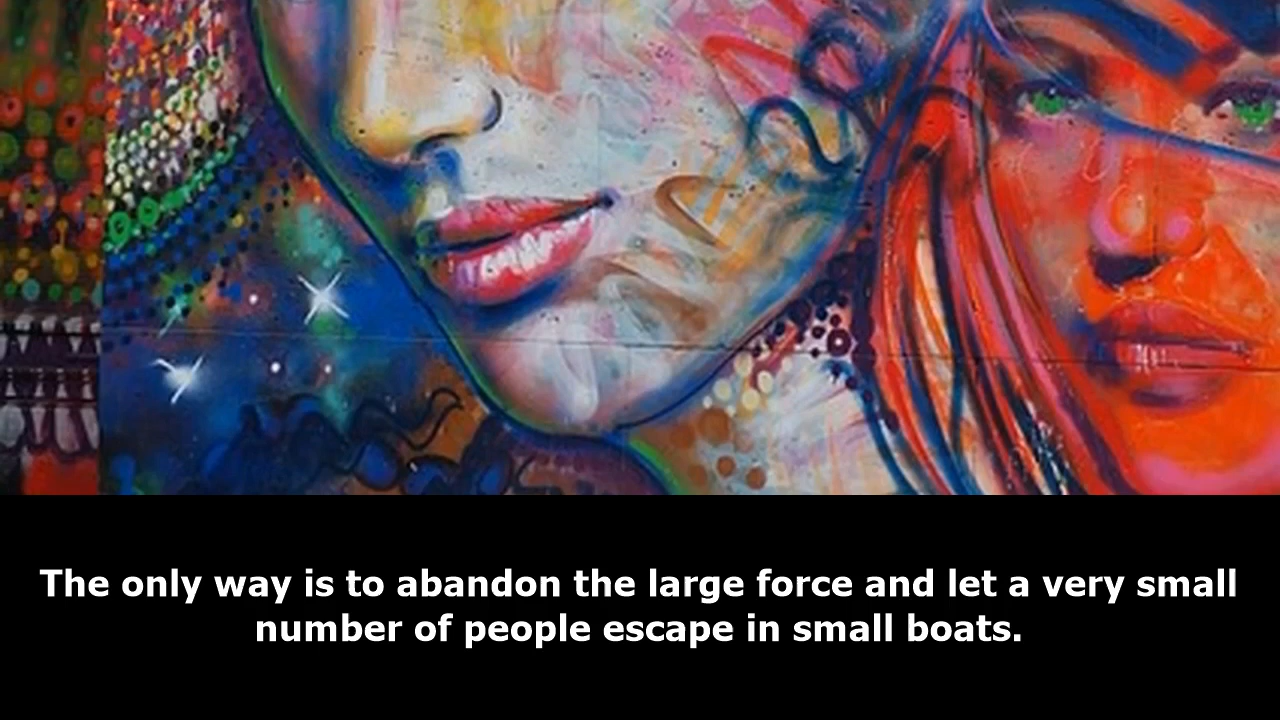 The only way is to abandon the large force and let a very small
number of people escape in small boats.